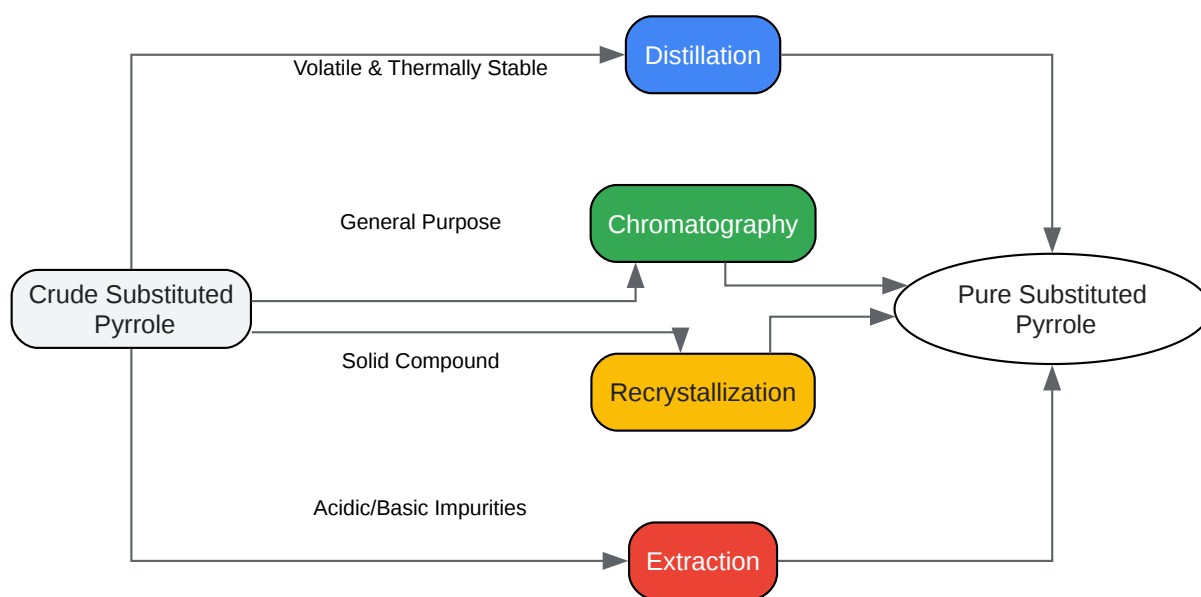 Distillation
Volatile & Thermally Stable
General Purpose
Chromatography
Crude Substituted
Pyrrole
Pure Substituted
Pyrrole
Solid Compound
Recrystallization
Acidic/Basic Impurities
Extraction